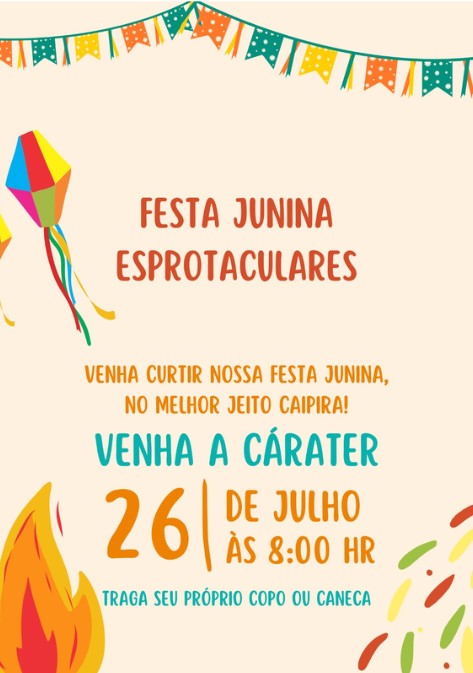 FESTA JUNINA
ESPROTACULARES
VENHA CURTIR NOSSA FESTA JUNINA,
NO MELHOR JEITO CAIPIRA!
VENHA A CÁRATER
26 DE JULHO
ÀS 8:00 HR
TRAGA SEU PRÓPRIO COPO OU CANECA